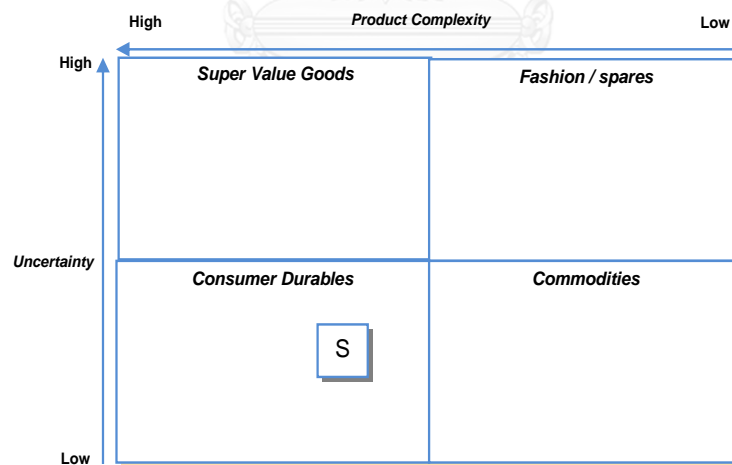 High Product Complexity Low
High
Super Value Goods Fashion / spares
Uncertainty
Consumer Durables Commodities
S
Low